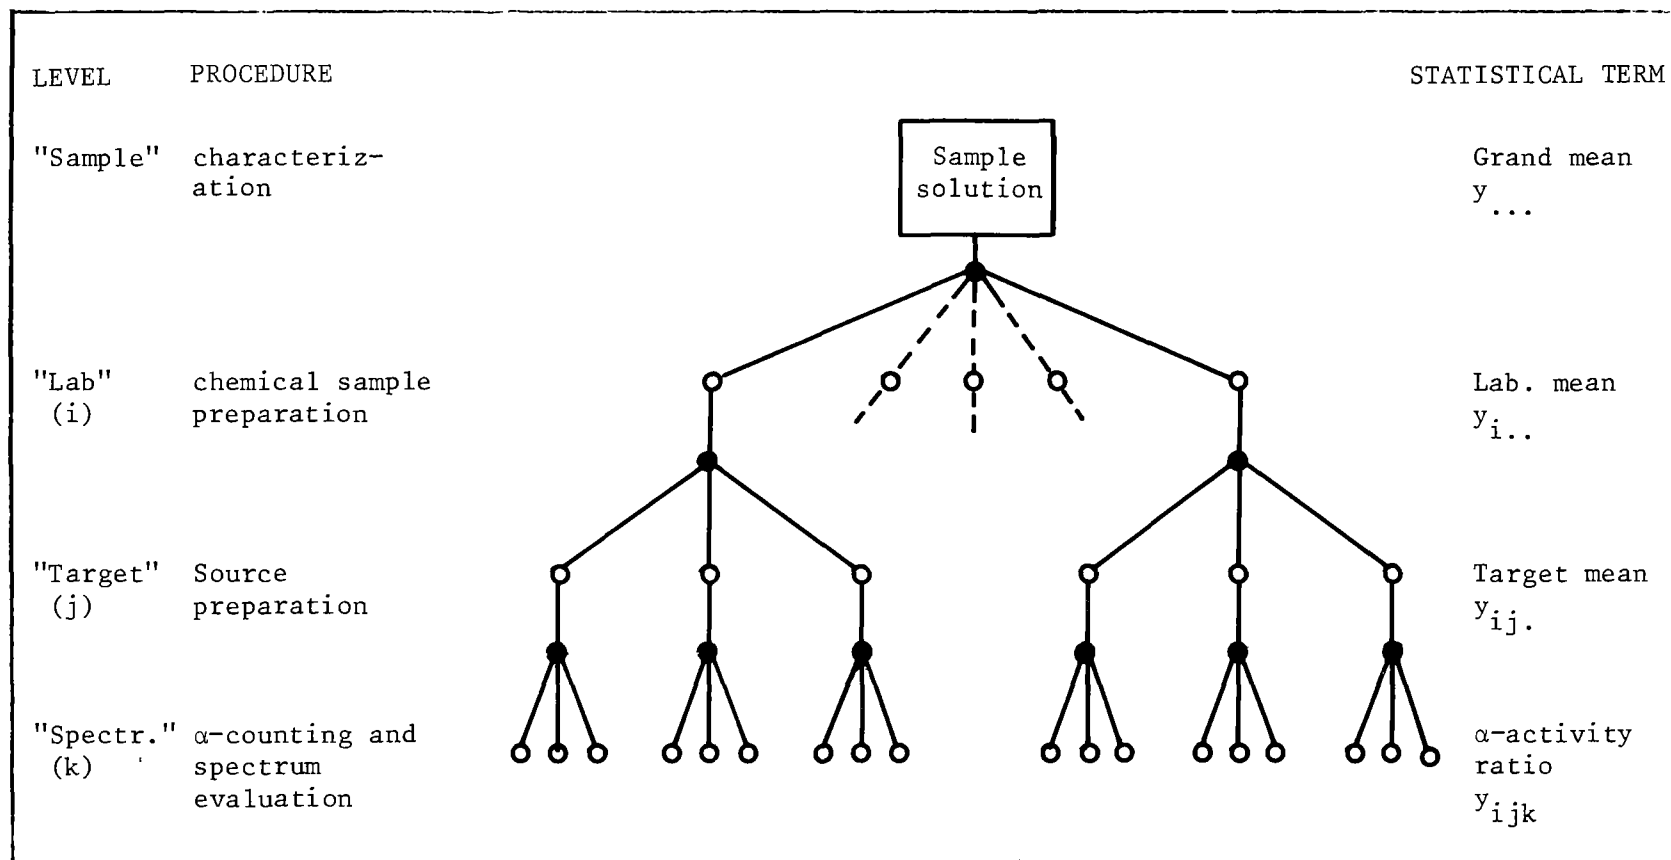 LEVEL PROCEDURE STATISTICAL TERM
"Sample" characteriz-
ation
Sample
solution
Grand mean
y...
"Lab" chemical sample
(i) preparation
Lab. mean
yi..
"Target" Source
(j) preparation
Target mean
yij.
"Spectr." α-counting and
(k) spectrum
evaluation
α-activity
ratio
yijk